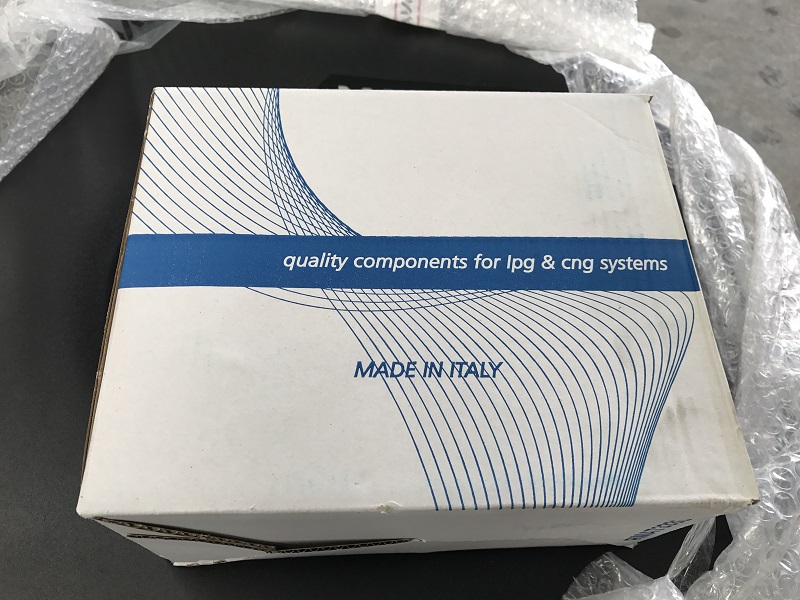 quality components for lpg & cng systems
MADE IN ITALY